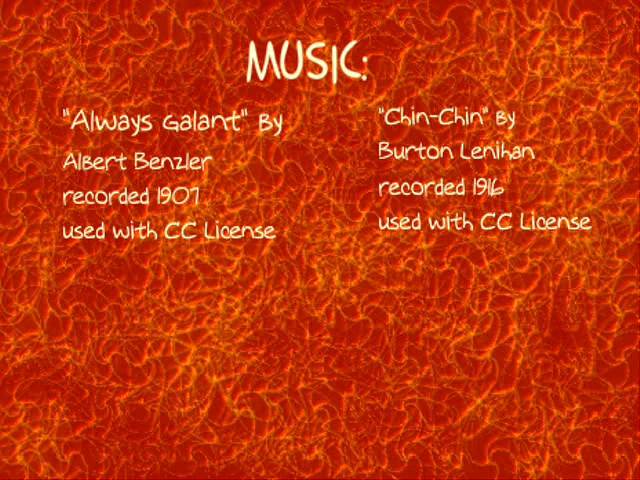 MUSIC:
"Always Galant" By
Albert Benzler
recorded 1907
used with CC License
"Chin-Chin" By
Burton Lenihan
recorded 1916
used with CC License